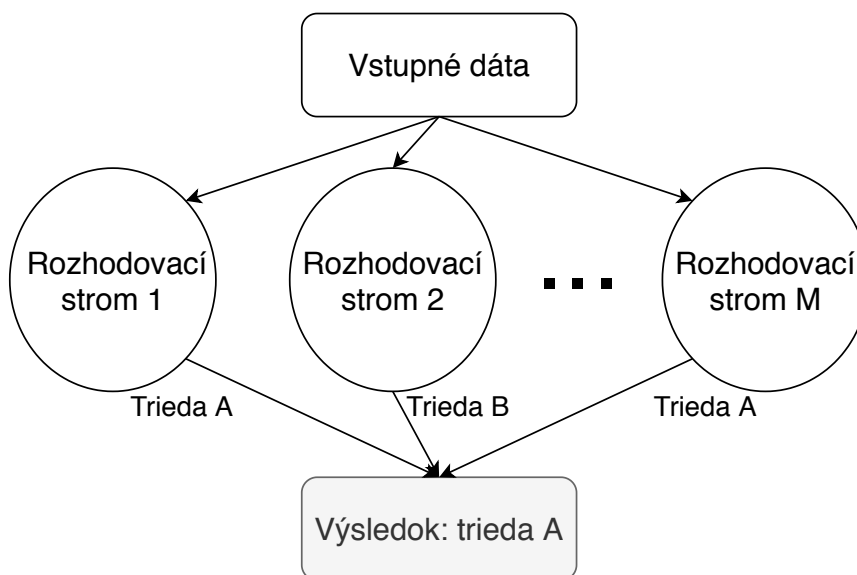 Vstupné dáta
Rozhodovací
strom 1
Rozhodovací
strom 2
Rozhodovací
strom M
Trieda A
Trieda B
Trieda A
Výsledok: trieda A